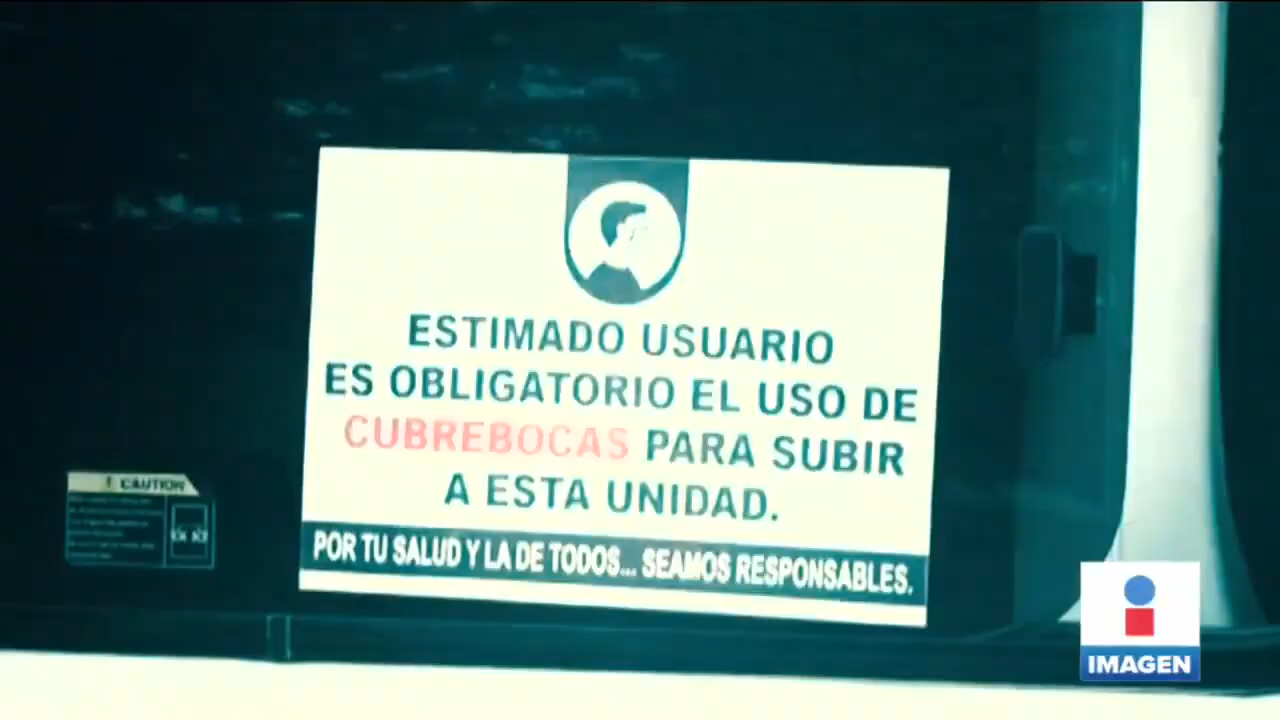 ESTIMADO USUARIO
ES OBLIGATORIO EL USO DE
CUBREBOCAS PARA SUBIR
A ESTA UNIDAD.
POR TU SALUD Y LA DE TODOS... SEAMOS RESPONSABLES.
CAUTION
IMAGEN